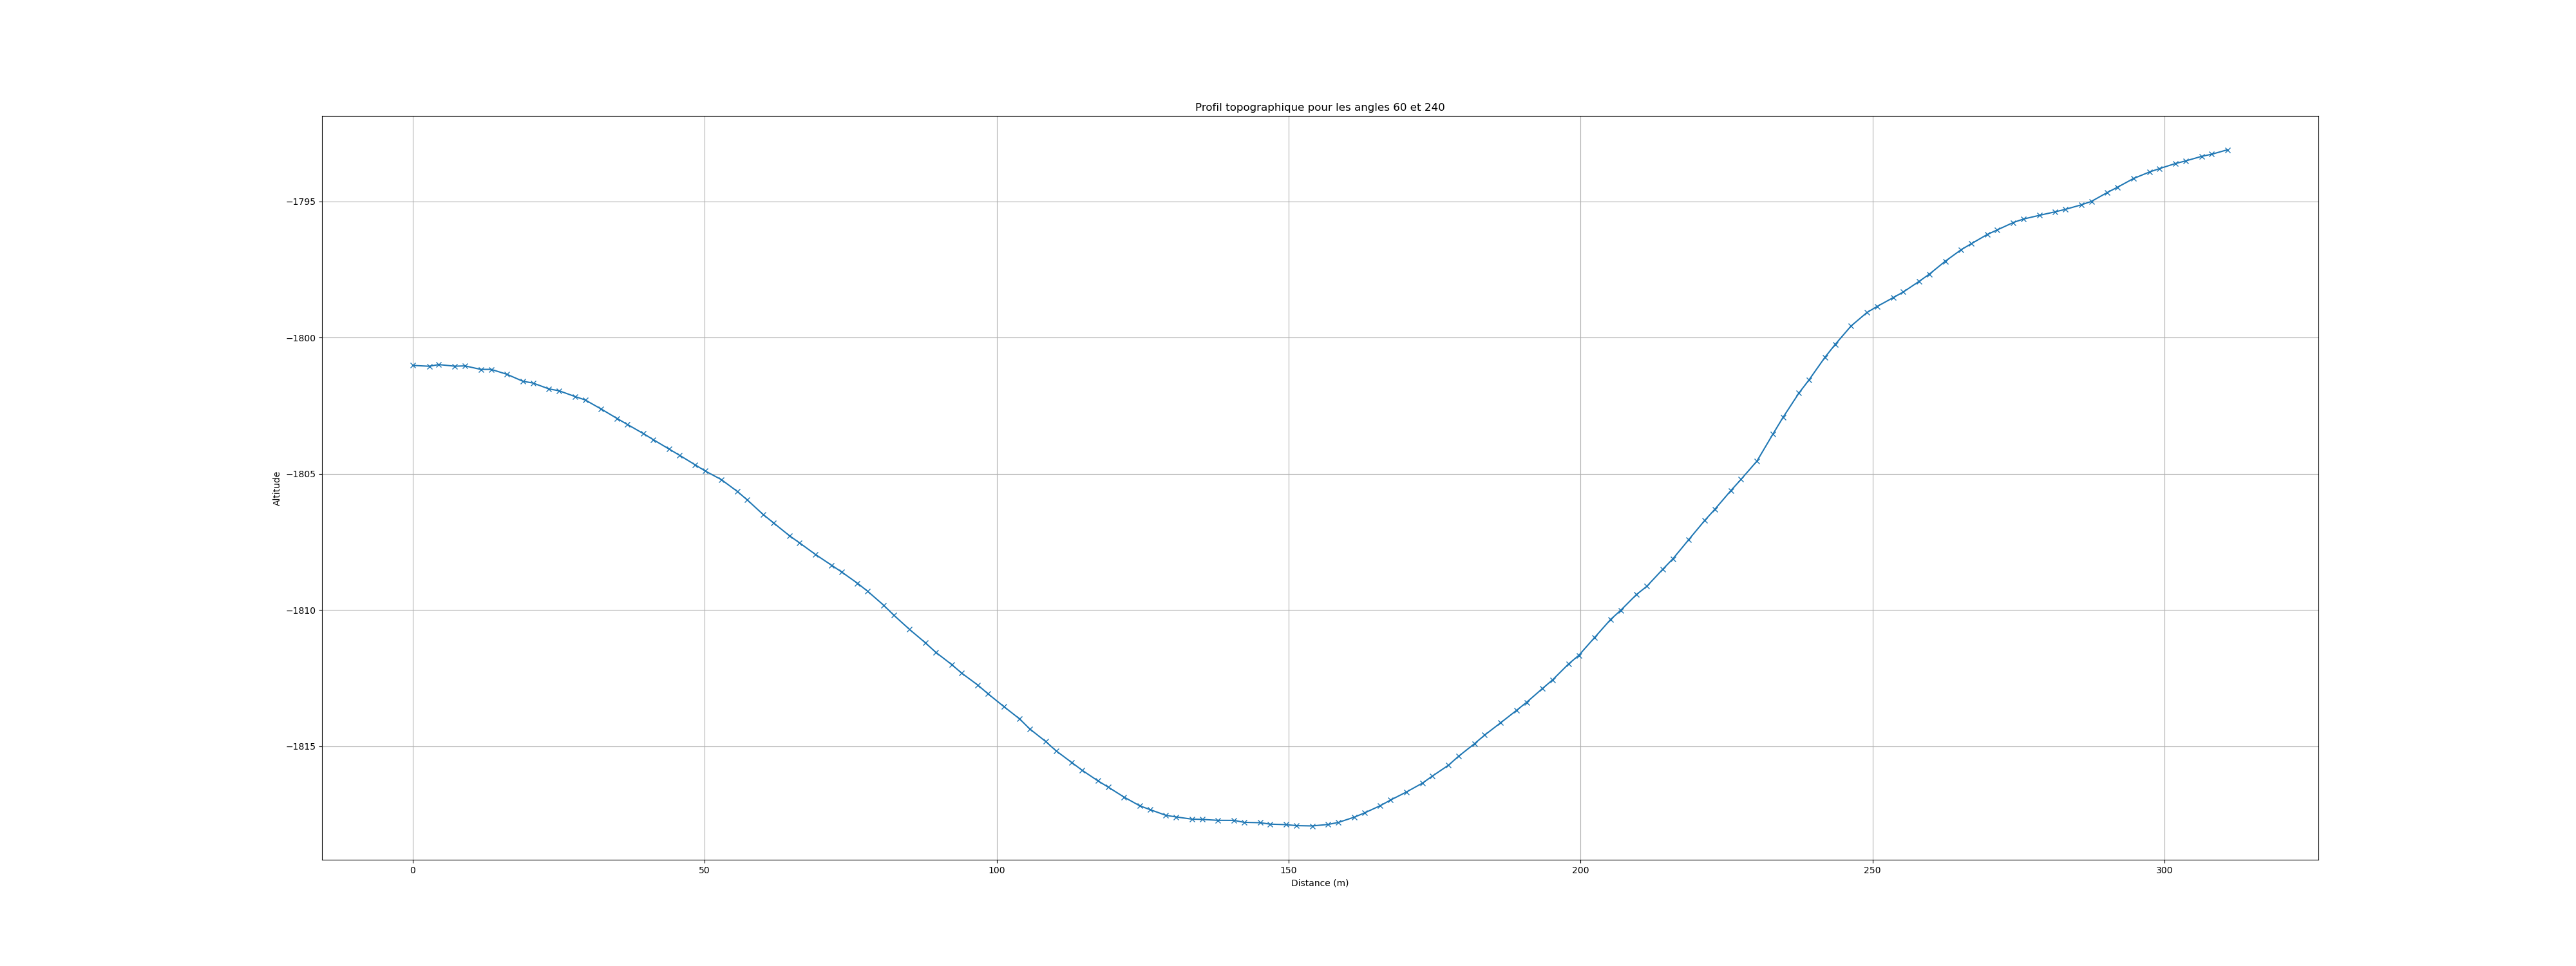 Profil topographique pour les angles 60 et 240
Altitude
−1795
−1800
−1805
−1810
−1815
0 50 100 150 200 250 300
Distance (m)